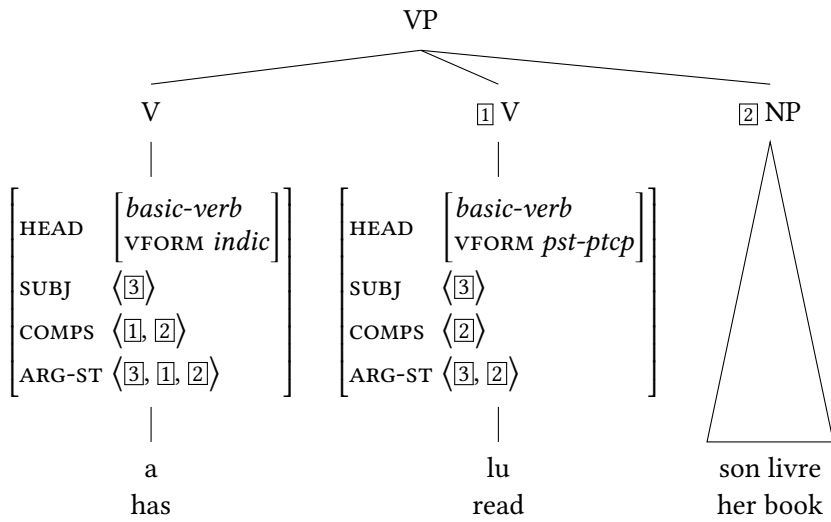 VP
V 1 V 2 NP
HEAD [basic-verb VFORM indic] HEAD [basic-verb VFORM pst-ptcp]
SUBJ ⟨3⟩ SUBJ ⟨3⟩
COMPS ⟨1, 2⟩ COMPS ⟨2⟩
ARG-ST ⟨3, 1, 2⟩ ARG-ST ⟨3, 2⟩
a lu son livre
has read her book